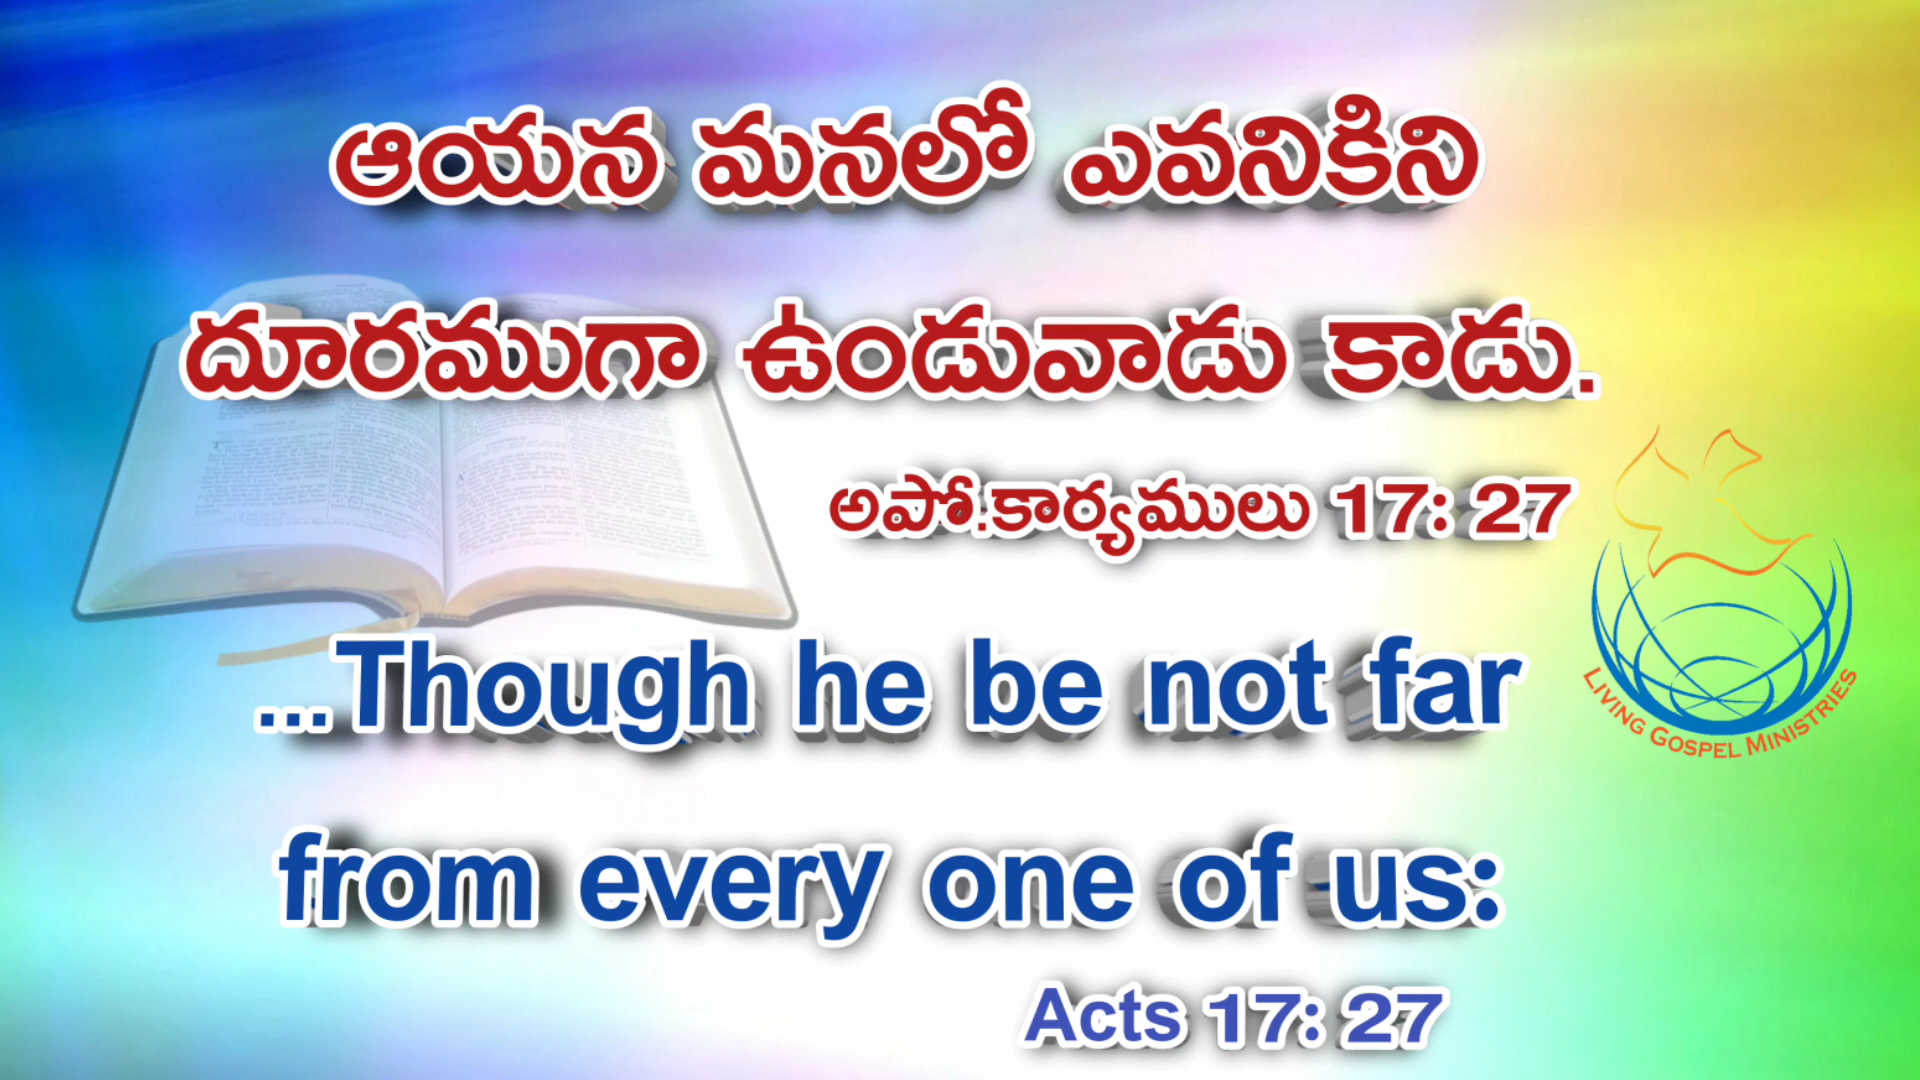 ఆయన మనలో ఎవనికిని
దూరముగా ఉండువాడు కాడు.
అపో.కార్యములు 17: 27
...Though he be not far
from every one of us:
Acts 17: 27
LIVING GOSPEL MINISTRIES